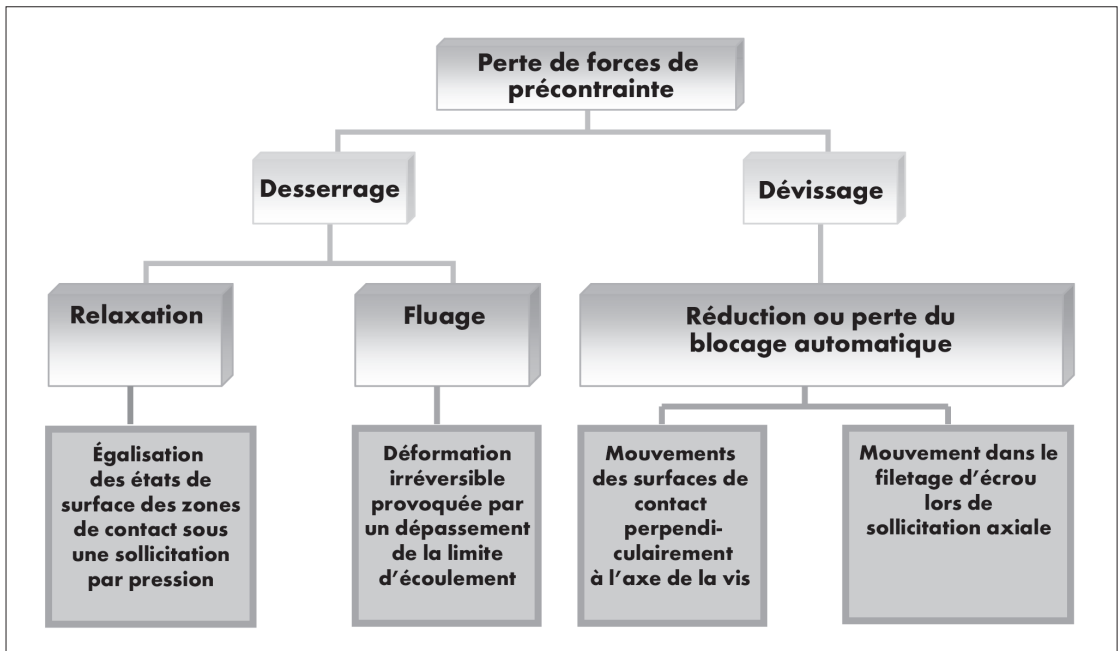 Perte de forces de
précontrainte
Desserrage
Dévissage
Relaxation
Fluage
Réduction ou perte du
blocage automatique
Égalisation
des états de
surface des zones
de contact sous
une sollicitation
par pression
Déformation
irréversible
provoquée par
un dépassement
de la limite
d’écoulement
Mouvements
des surfaces de
contact
perpendi-
culairement
à l’axe de la vis
Mouvement dans le
filetage d’écrou
lors de
sollicitation axiale